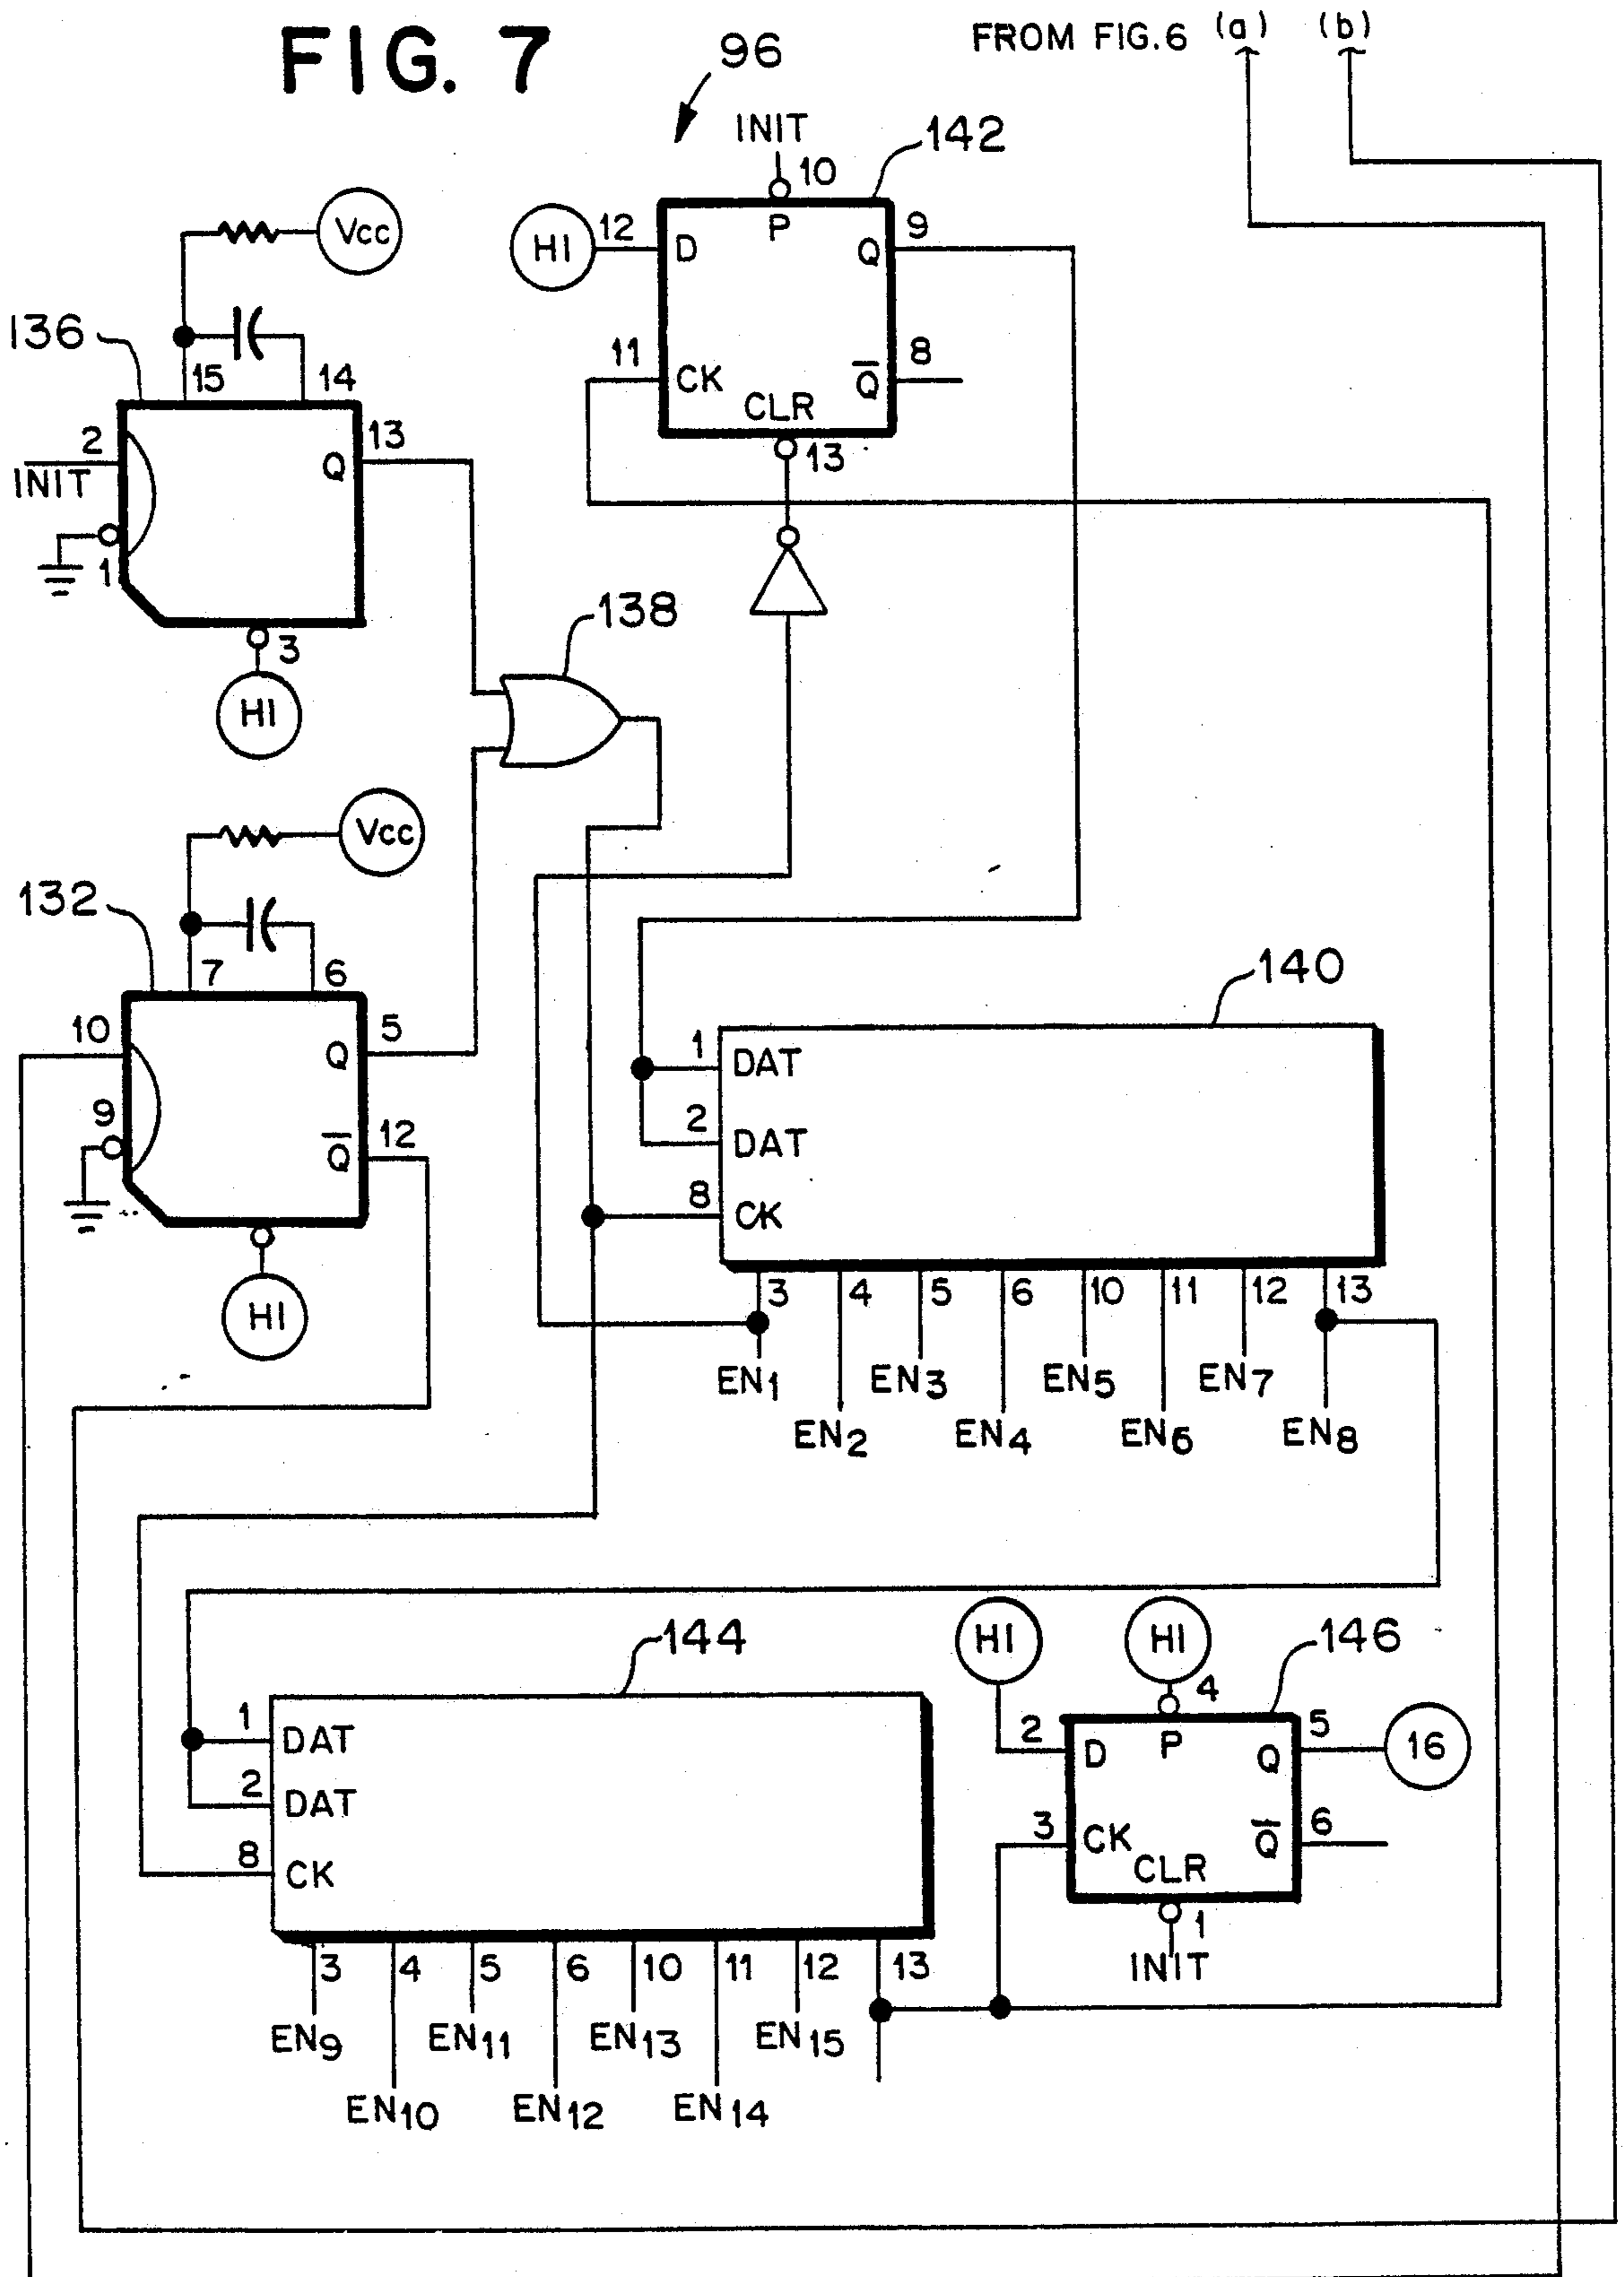 FIG. 7
FROM FIG.6 (a) (b)
96
INIT
10
142
Vcc
HI
12
D
P
Q
9
136
15
14
11
CK
Q̅
8
CLR
13
2
INIT
Q
13
1
3
HI
138
Vcc
132
7
6
140
10
Q
5
9
Q̅
12
1
DAT
2
DAT
8
CK
HI
3
4
5
6
10
11
12
13
EN1
EN3
EN5
EN7
EN2
EN4
EN6
EN8
144
HI
HI
146
4
1
DAT
2
DAT
8
CK
2
D
P
Q
5
16
3
CK
Q̅
6
CLR
1
INIT
3
4
5
6
10
11
12
13
EN9
EN11
EN13
EN15
EN10
EN12
EN14